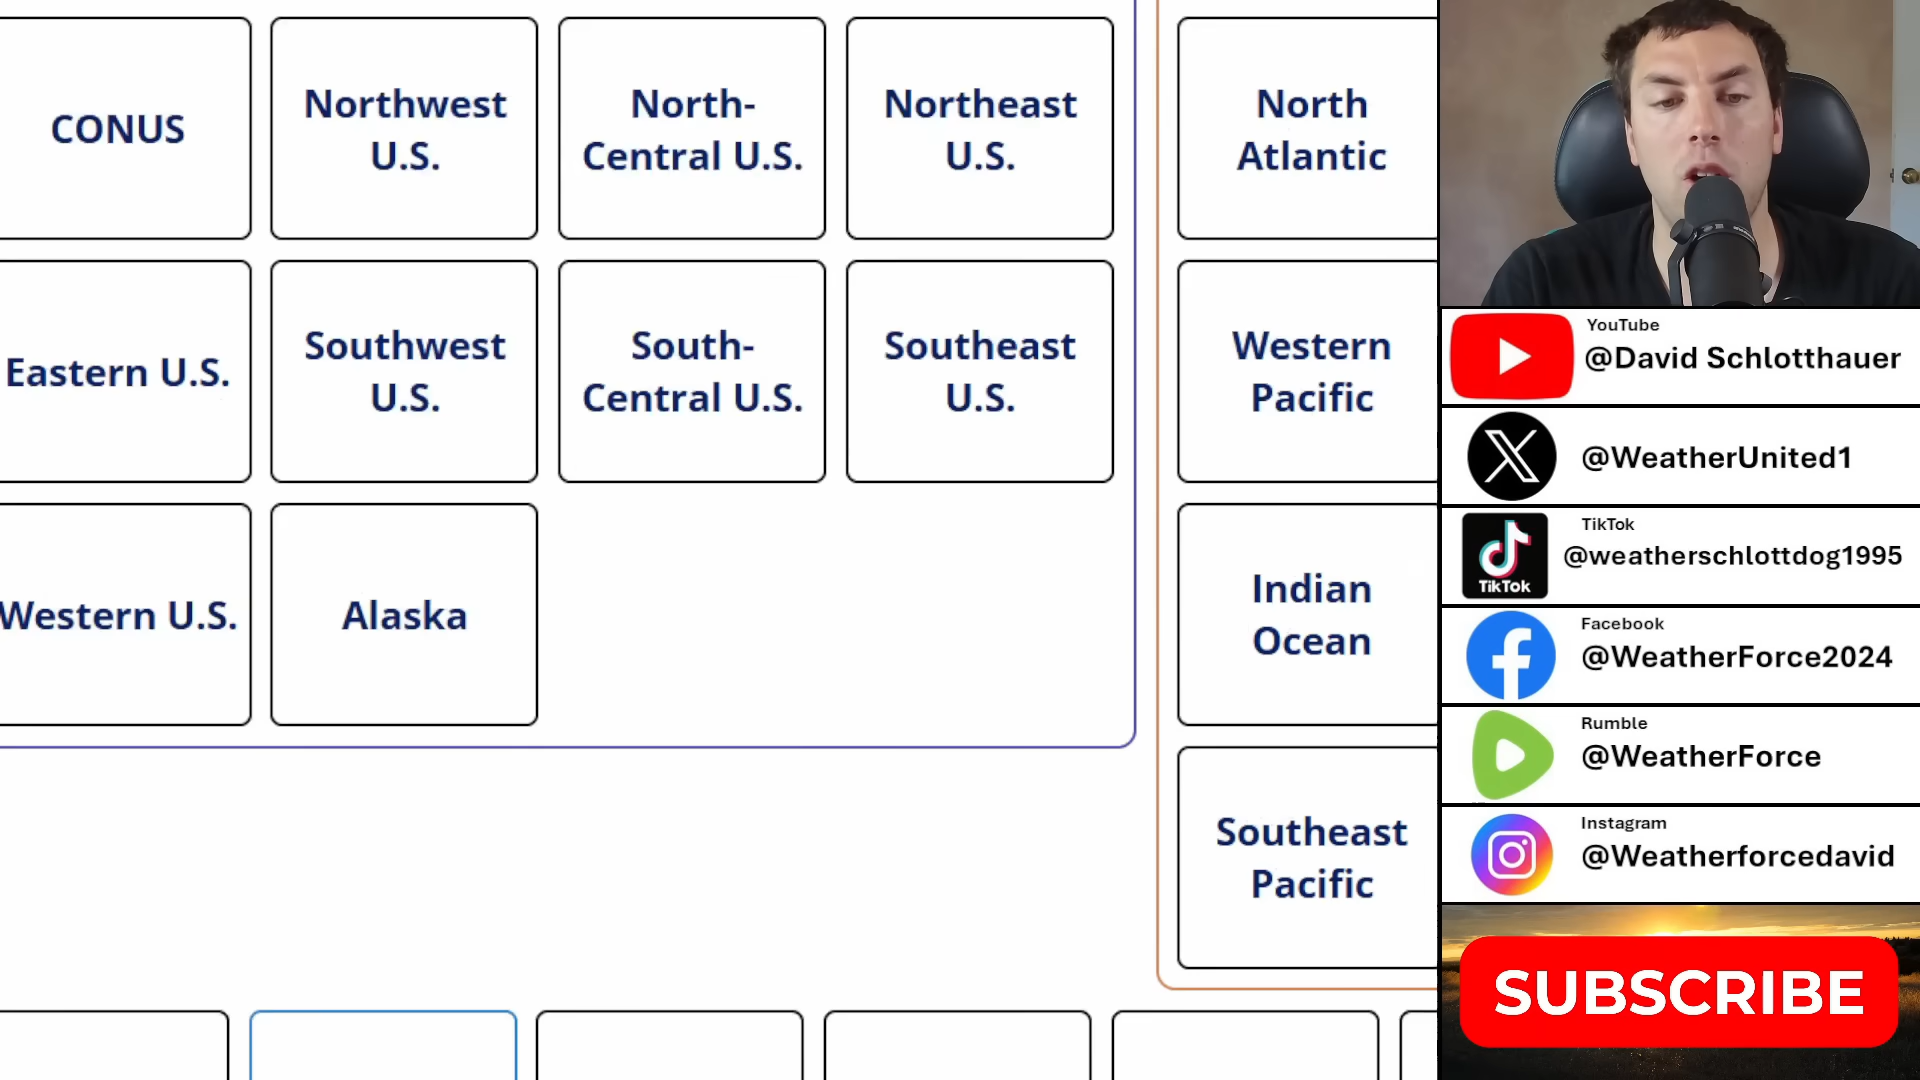 CONUS
Northwest
U.S.
North-
Central U.S.
Northeast
U.S.
North
Atlantic
Eastern U.S.
Southwest
U.S.
South-
Central U.S.
Southeast
U.S.
Western
Pacific
Western U.S.
Alaska
Indian
Ocean
Southeast
Pacific
YouTube
@David Schlotthauer
@WeatherUnited1
TikTok
@weatherschlottdog1995
TikTok
Facebook
@WeatherForce2024
Rumble
@WeatherForce
Instagram
@Weatherforcedavid
SUBSCRIBE